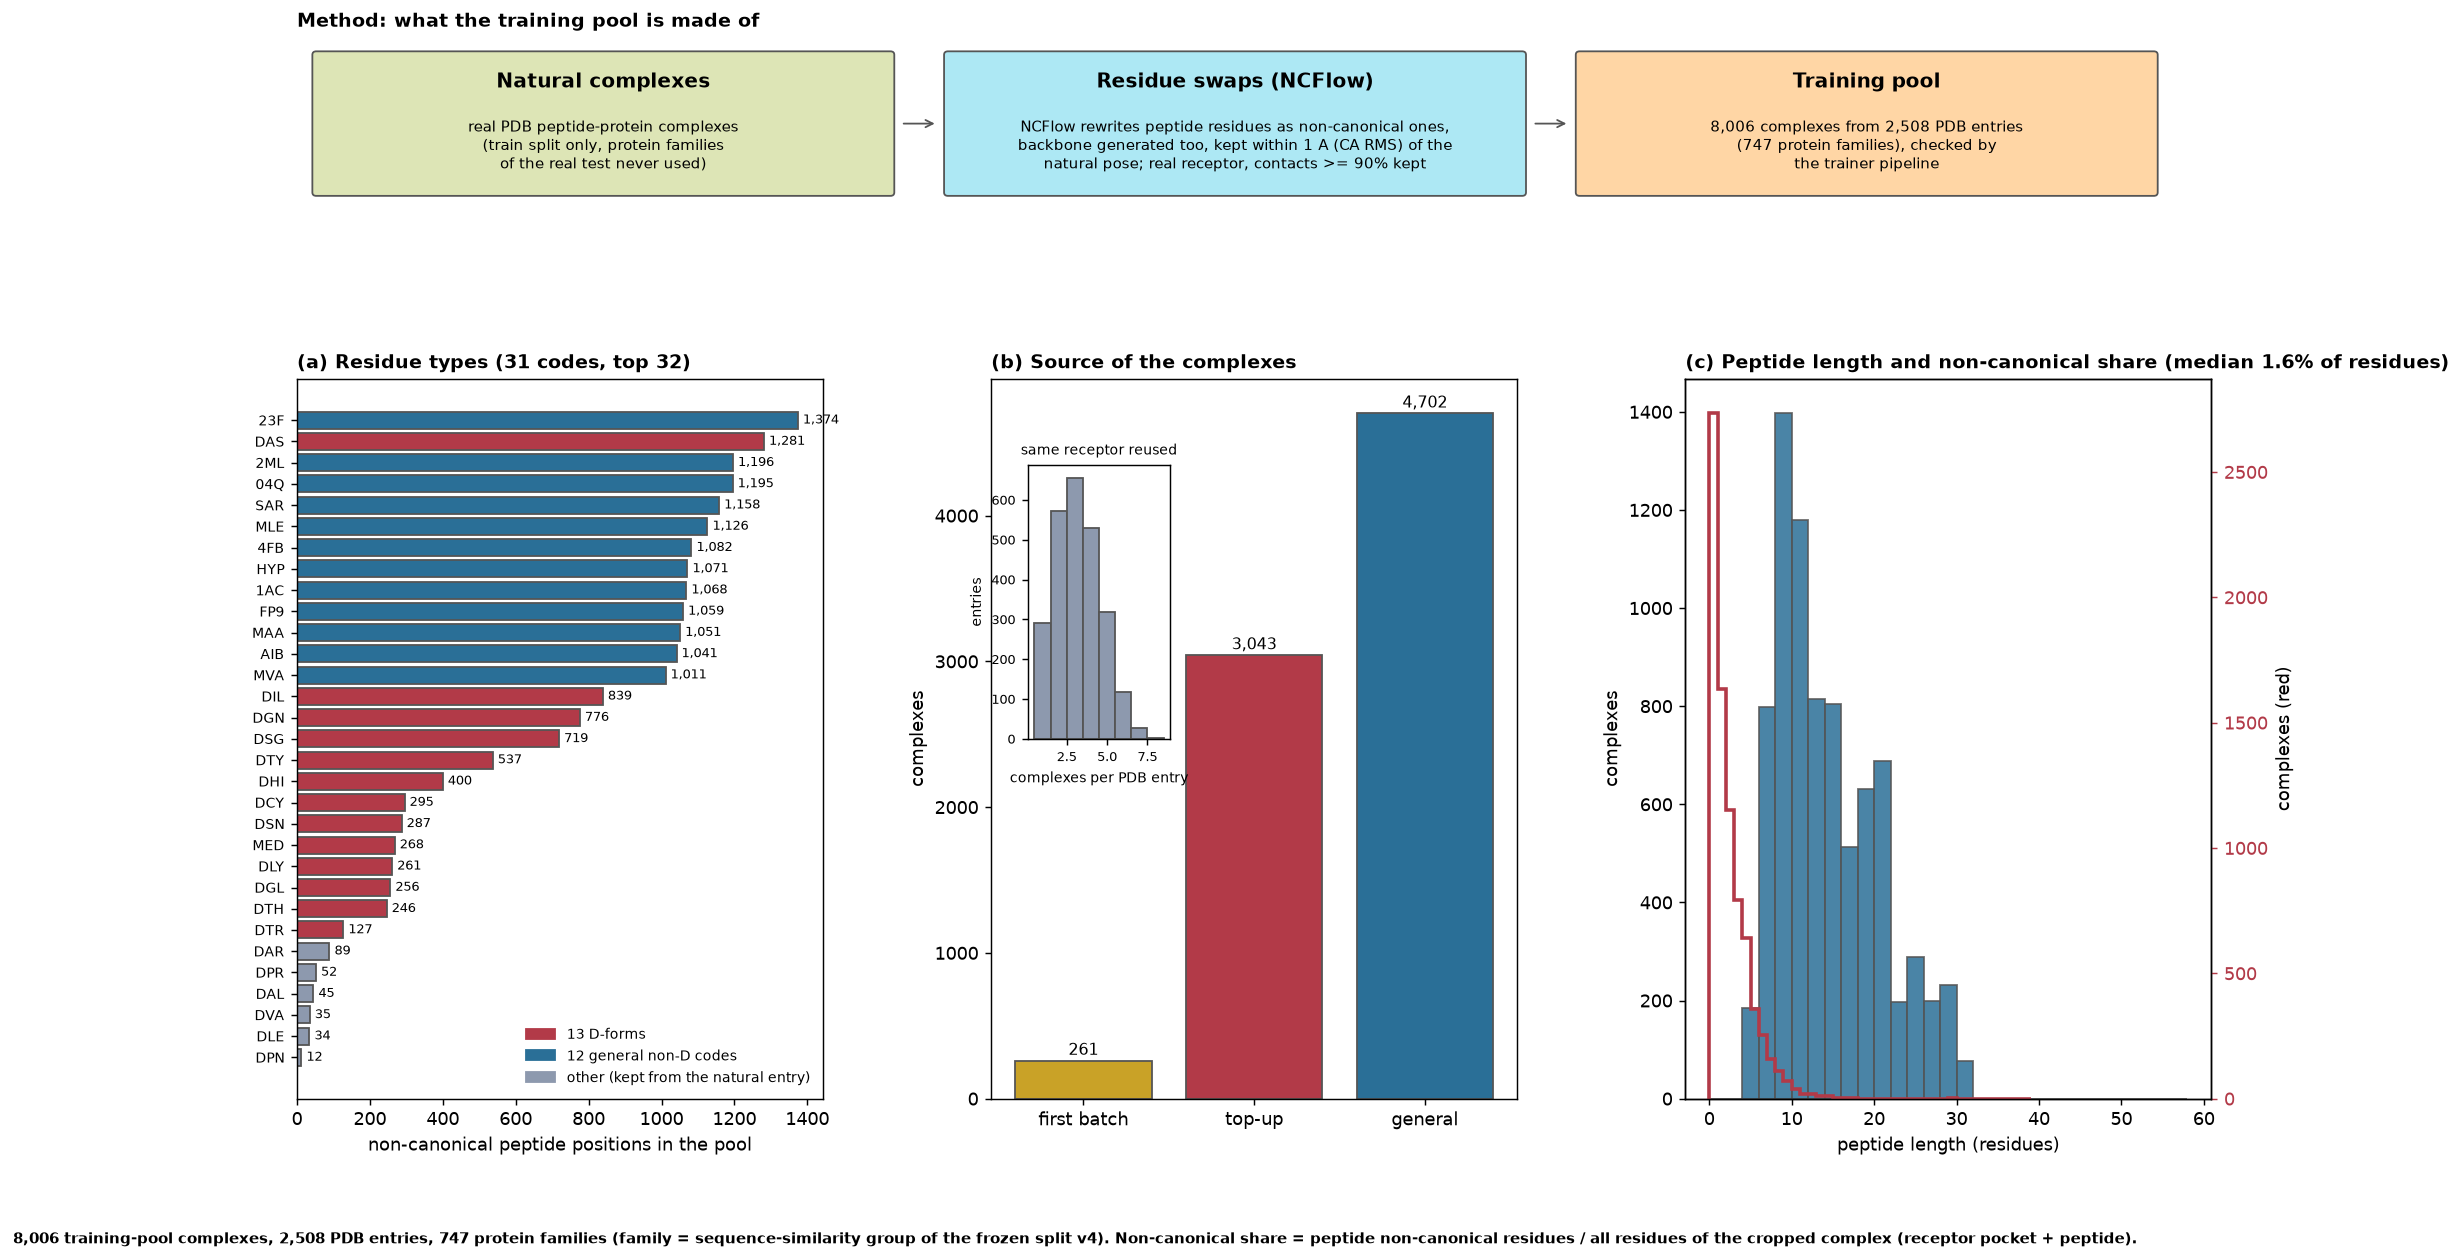 Method: what the training pool is made of
Natural complexes
real PDB peptide-protein complexes
(train split only, protein families
of the real test never used)
Residue swaps (NCFlow)
NCFlow rewrites peptide residues as non-canonical ones,
backbone generated too, kept within 1 A (CA RMS) of the
natural pose; real receptor, contacts >= 90% kept
Training pool
8,006 complexes from 2,508 PDB entries
(747 protein families), checked by
the trainer pipeline
(a) Residue types (31 codes, top 32)
23F 1,374
DAS 1,281
2ML 1,196
04Q 1,195
SAR 1,158
MLE 1,126
4FB 1,082
HYP 1,071
1AC 1,068
FP9 1,059
MAA 1,051
AIB 1,041
MVA 1,011
DIL 839
DGN 776
DSG 719
DTY 537
DHI 400
DCY 295
DSN 287
MED 268
DLY 261
DGL 256
DTH 246
DTR 127
DAR 89
DPR 52
DAL 45
DVA 35
DLE 34
DPN 12
13 D-forms
12 general non-D codes
other (kept from the natural entry)
0 200 400 600 800 1000 1200 1400
non-canonical peptide positions in the pool
(b) Source of the complexes
4,702
3,043
261
4000
3000
2000
1000
0
complexes
same receptor reused
600
500
400
300
200
100
0
entries
2.5 5.0 7.5
complexes per PDB entry
first batch top-up general
(c) Peptide length and non-canonical share (median 1.6% of residues)
1400
1200
1000
800
600
400
200
0
complexes
2500
2000
1500
1000
500
0
complexes (red)
0 10 20 30 40 50 60
peptide length (residues)
8,006 training-pool complexes, 2,508 PDB entries, 747 protein families (family = sequence-similarity group of the frozen split v4). Non-canonical share = peptide non-canonical residues / all residues of the cropped complex (receptor pocket + peptide).